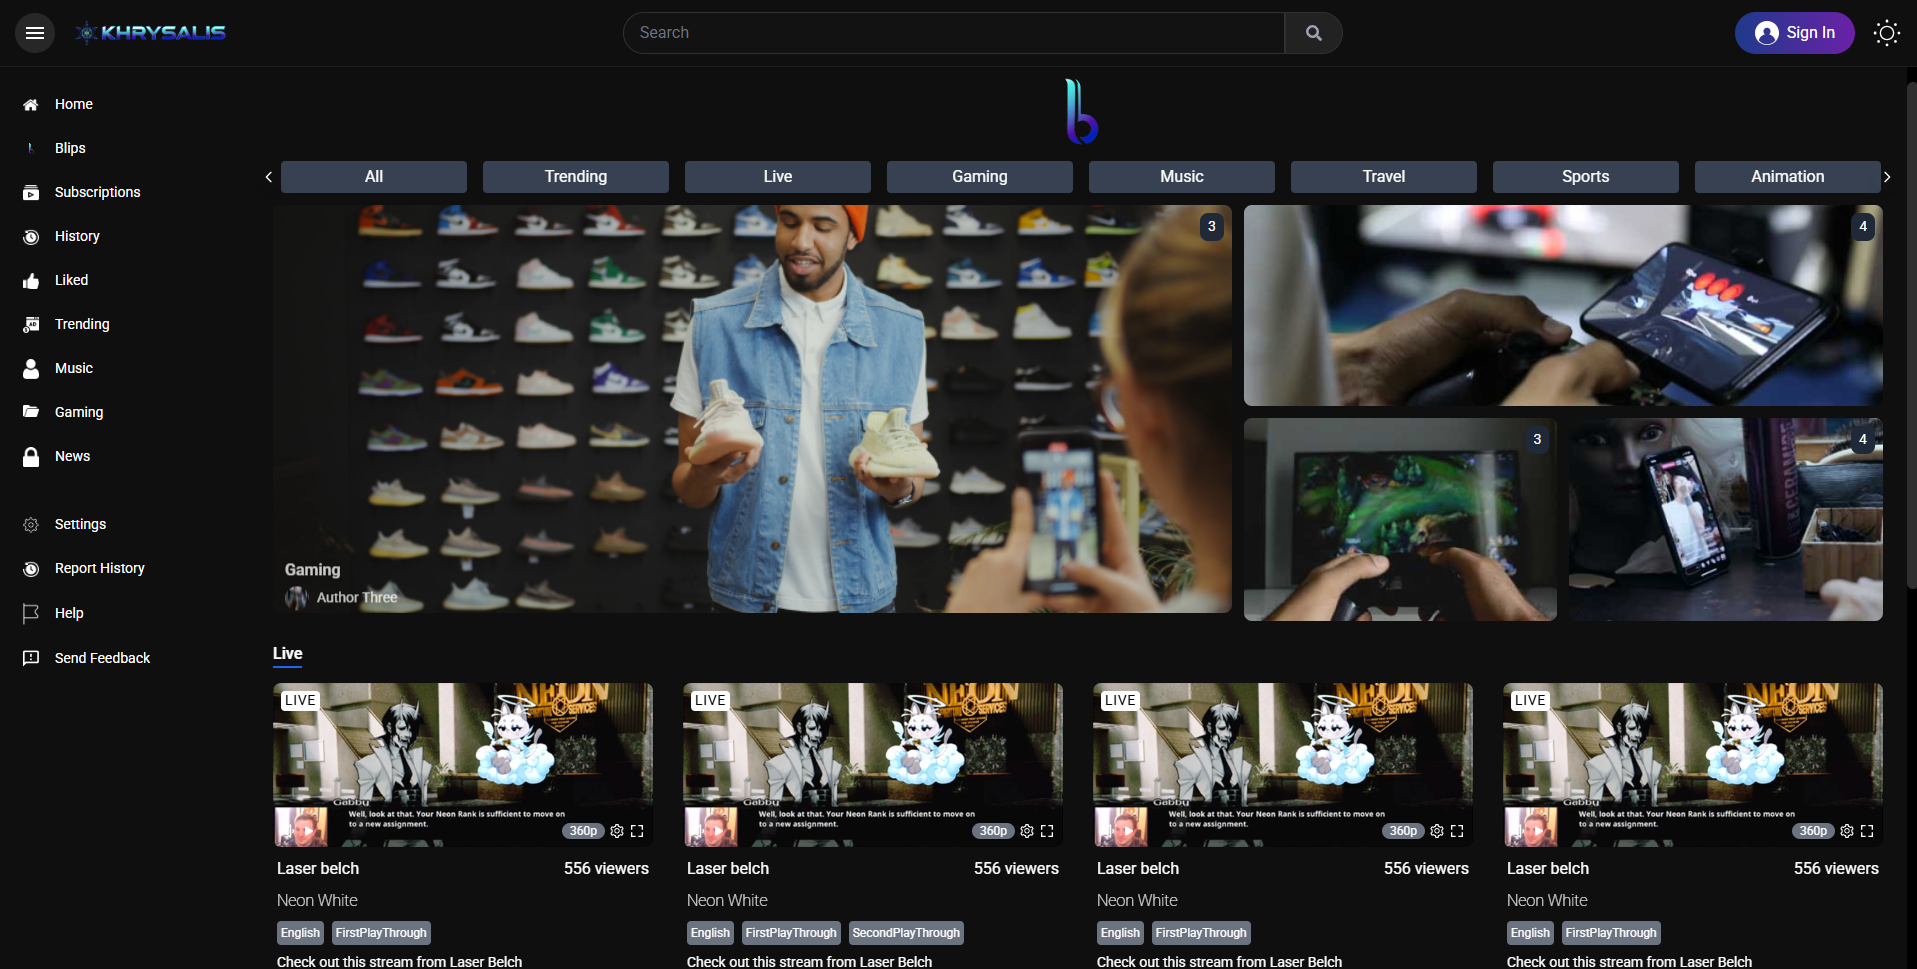 KHRYSALIS
Search
Sign In
Home
Blips
Subscriptions
History
Liked
Trending
Music
Gaming
News
Settings
Report History
Help
Send Feedback
All
Trending
Live
Gaming
Music
Travel
Sports
Animation
3
Gaming
Author Three
4
3
4
Live
LIVE
NEON
SERVICE
Gabby
Well, look at that. Your Neon Rank is sufficient to move on
to a new assignment.
360p
Laser belch 556 viewers
Neon White
English FirstPlayThrough
Check out this stream from Laser Belch
LIVE
NEON
SERVICE
Gabby
Well, look at that. Your Neon Rank is sufficient to move on
to a new assignment.
360p
Laser belch 556 viewers
Neon White
English FirstPlayThrough SecondPlayThrough
Check out this stream from Laser Belch
LIVE
NEON
SERVICE
Gabby
Well, look at that. Your Neon Rank is sufficient to move on
to a new assignment.
360p
Laser belch 556 viewers
Neon White
English FirstPlayThrough
Check out this stream from Laser Belch
LIVE
NEON
SERVICE
Gabby
Well, look at that. Your Neon Rank is sufficient to move on
to a new assignment.
360p
Laser belch 556 viewers
Neon White
English FirstPlayThrough
Check out this stream from Laser Belch